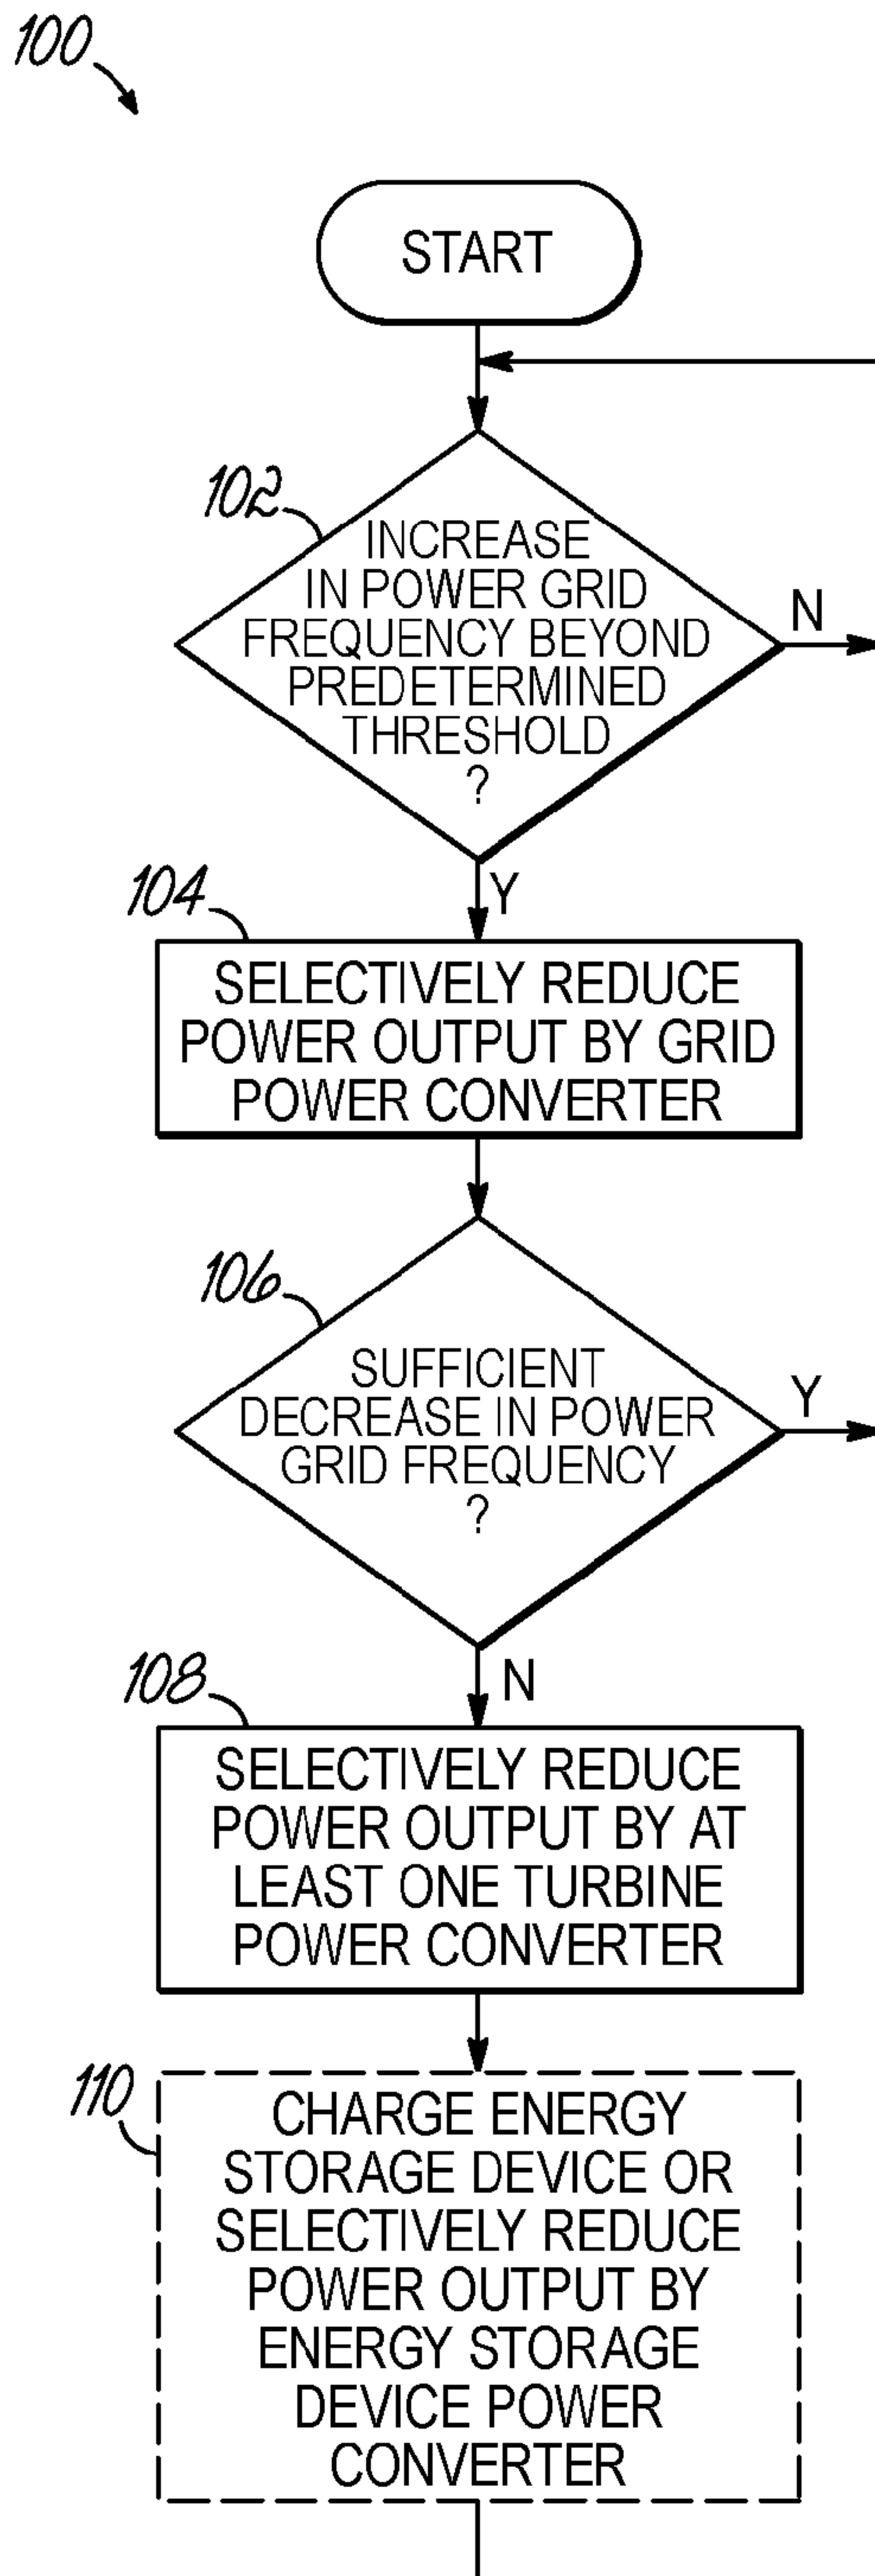 100
START
102
INCREASE
IN POWER GRID
FREQUENCY BEYOND
PREDETERMINED
THRESHOLD
?
N
Y
104
SELECTIVELY REDUCE
POWER OUTPUT BY GRID
POWER CONVERTER
106
SUFFICIENT
DECREASE IN POWER
GRID FREQUENCY
?
Y
N
108
SELECTIVELY REDUCE
POWER OUTPUT BY AT
LEAST ONE TURBINE
POWER CONVERTER
110
CHARGE ENERGY
STORAGE DEVICE OR
SELECTIVELY REDUCE
POWER OUTPUT BY
ENERGY STORAGE
DEVICE POWER
CONVERTER